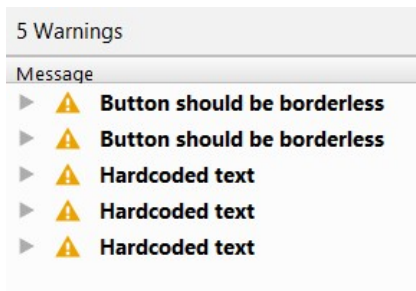 5 Warnings
Message
Button should be borderless
Button should be borderless
Hardcoded text
Hardcoded text
Hardcoded text